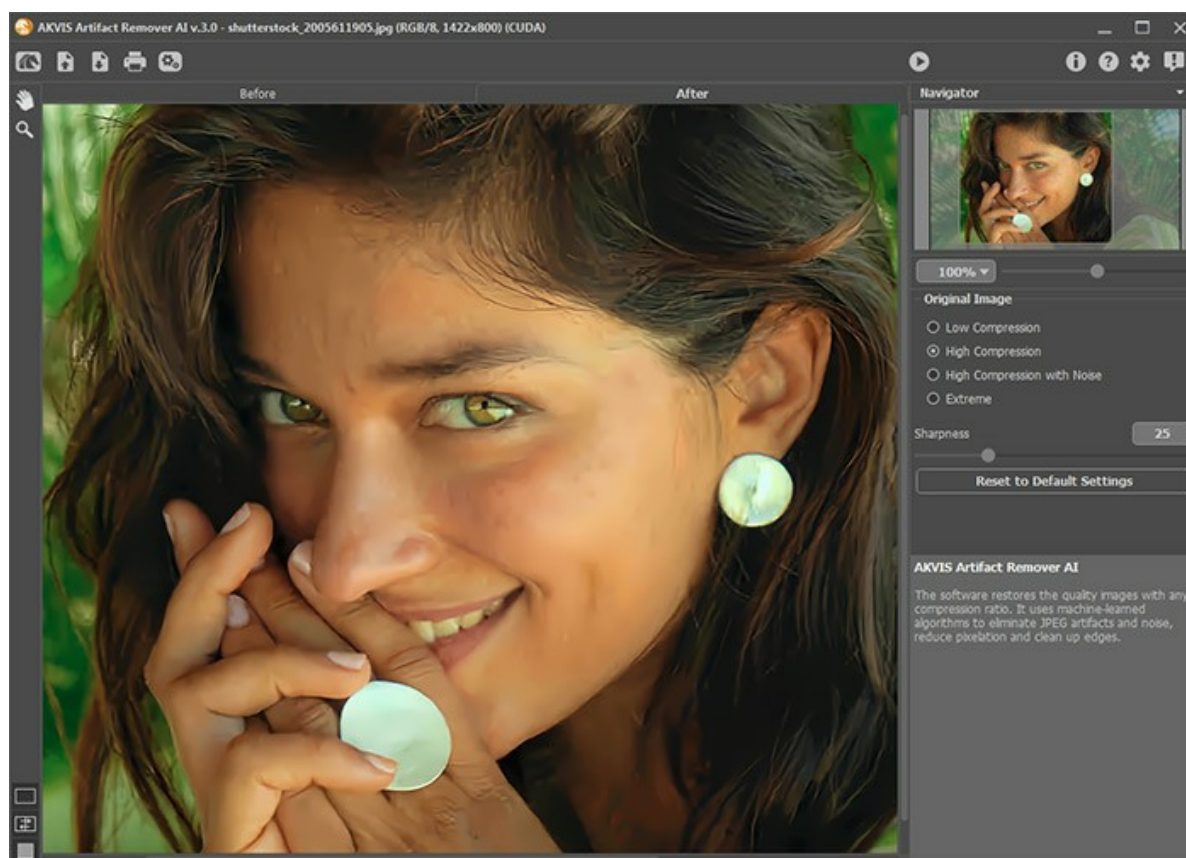 AKVIS Artifact Remover AI v.3.0 - shutterstock_2005611905.jpg (RGB/8, 1422x800) (CUDA)
Before
After
Navigator
100%
Original Image
Low Compression
High Compression
High Compression with Noise
Extreme
Sharpness
25
Reset to Default Settings
AKVIS Artifact Remover AI
The software restores the quality images with any
compression ratio. It uses machine-learned
algorithms to eliminate JPEG artifacts and noise,
reduce pixelation and clean up edges.